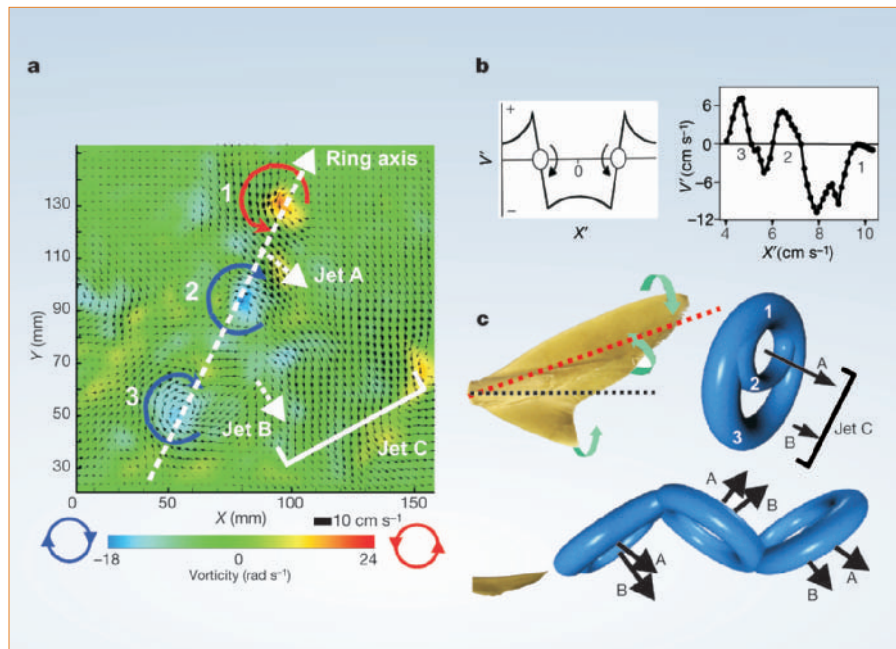 a
Ring axis
1
Jet A
2
3
Jet B
Jet C
Y (mm)
130
110
90
70
50
30
0
50
100
150
X (mm)
10 cm s⁻¹
−18
0
24
Vorticity (rad s⁻¹)
b
+
V′
0
−
X′
V′ (cm s⁻¹)
6
0
−6
−12
3
2
1
4
6
8
10
X′(cm s⁻¹)
c
1
2
3
A
B
Jet C
A
B
A
B
B
A